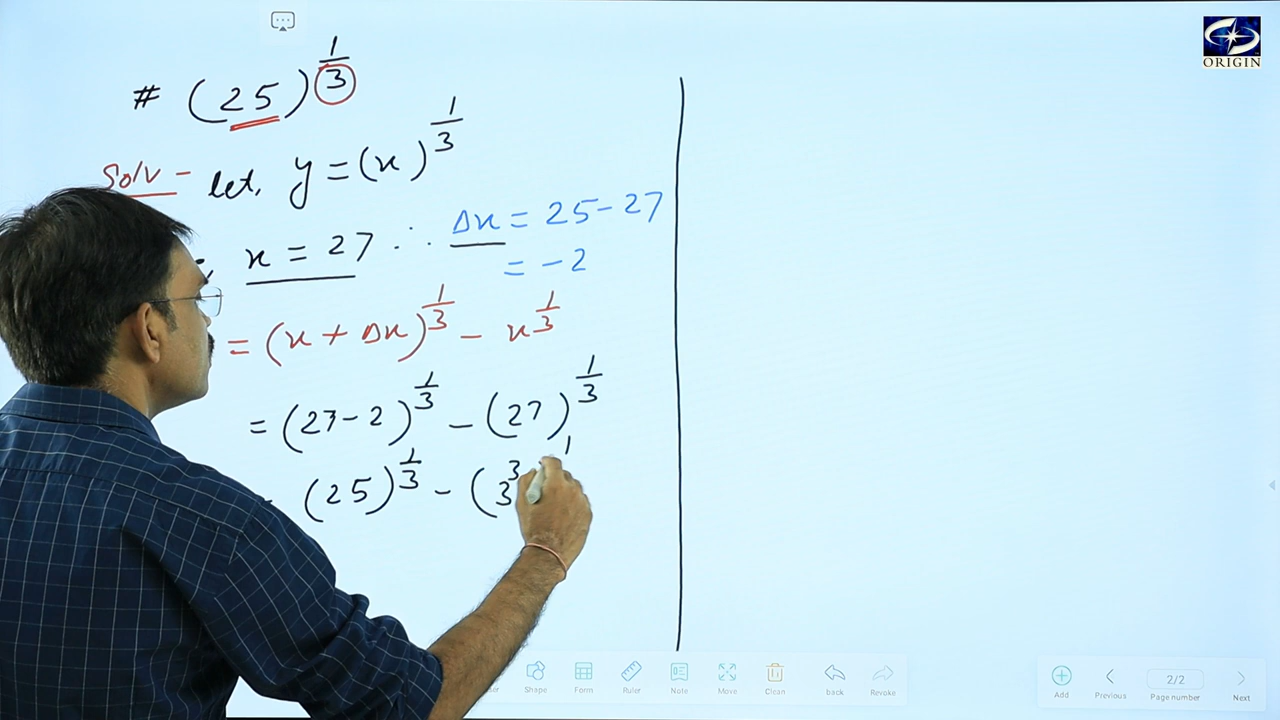 # (25)^(1/3)
ORIGIN
Solv - let, y = (x)^(1/3)
x = 27 ∴ Δx = 25 - 27
= -2
= (x + Δx)^(1/3) - x^(1/3)
= (27 - 2)^(1/3) - (27)^(1/3)
(25)^(1/3) - (3^3
Shape Form Ruler Note Move Clean back Revoke
Add Previous 2/2 Page number Next